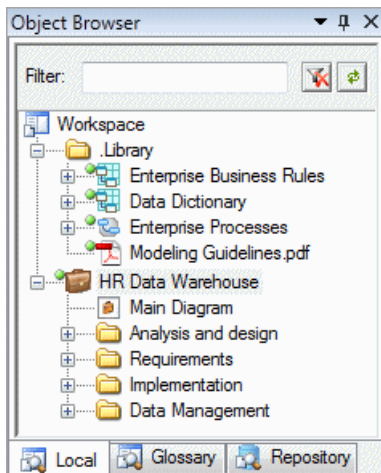 Object Browser
Filter:
Workspace
.Library
Enterprise Business Rules
Data Dictionary
Enterprise Processes
Modeling Guidelines.pdf
HR Data Warehouse
Main Diagram
Analysis and design
Requirements
Implementation
Data Management
Local Glossary Repository